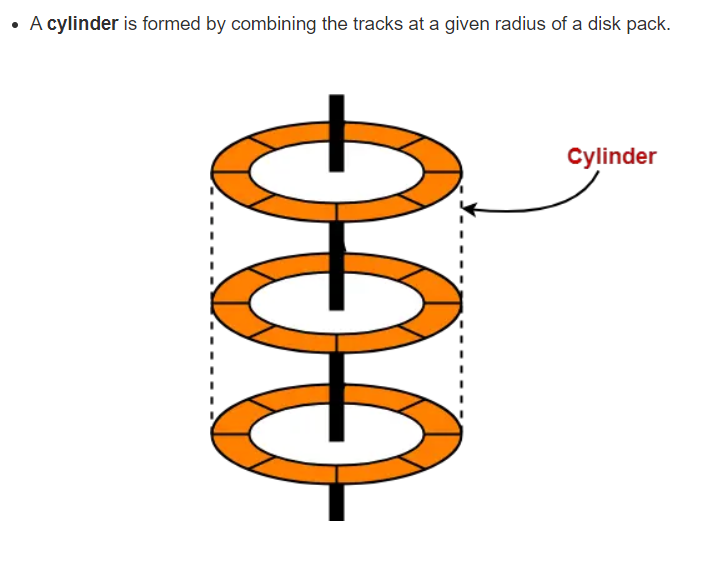 • A cylinder is formed by combining the tracks at a given radius of a disk pack.
Cylinder